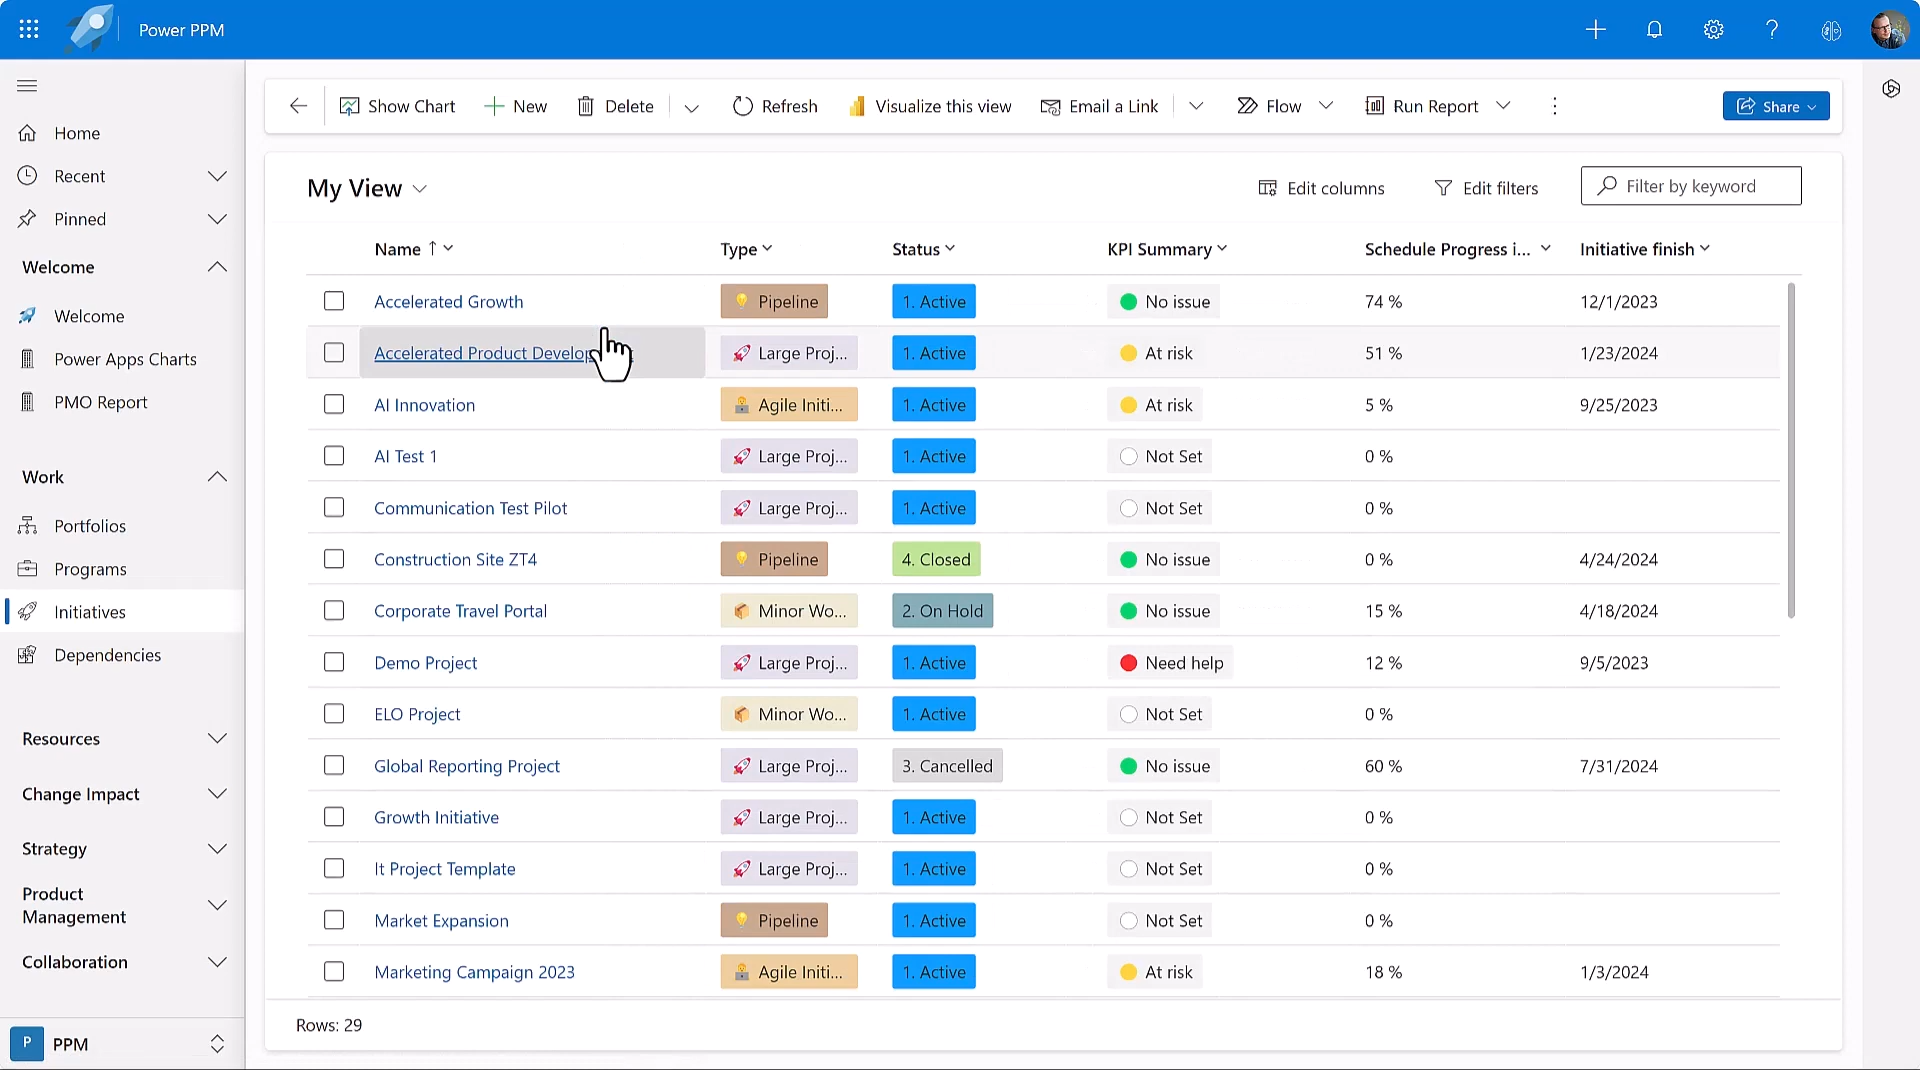 Power PPM
Home
Recent
Pinned
Welcome
Welcome
Power Apps Charts
PMO Report
Work
Portfolios
Programs
Initiatives
Dependencies
Resources
Change Impact
Strategy
Product
Management
Collaboration
P PPM
Show Chart New Delete Refresh Visualize this view Email a Link Flow Run Report Share
My View Edit columns Edit filters Filter by keyword
Name Type Status KPI Summary Schedule Progress i... Initiative finish
Accelerated Growth Pipeline 1. Active No issue 74 % 12/1/2023
Accelerated Product Large Proj... 1. Active At risk 51 % 1/23/2024
AI Innovation Agile Initi... 1. Active At risk 5 % 9/25/2023
AI Test 1 Large Proj... 1. Active Not Set 0 %
Communication Test Pilot Large Proj... 1. Active Not Set 0 %
Construction Site ZT4 Pipeline 4. Closed No issue 0 % 4/24/2024
Corporate Travel Portal Minor Wo... 2. On Hold No issue 15 % 4/18/2024
Demo Project Large Proj... 1. Active Need help 12 % 9/5/2023
ELO Project Minor Wo... 1. Active Not Set 0 %
Global Reporting Project Large Proj... 3. Cancelled No issue 60 % 7/31/2024
Growth Initiative Large Proj... 1. Active Not Set 0 %
It Project Template Large Proj... 1. Active Not Set 0 %
Market Expansion Pipeline 1. Active Not Set 0 %
Marketing Campaign 2023 Agile Initi... 1. Active At risk 18 % 1/3/2024
Rows: 29